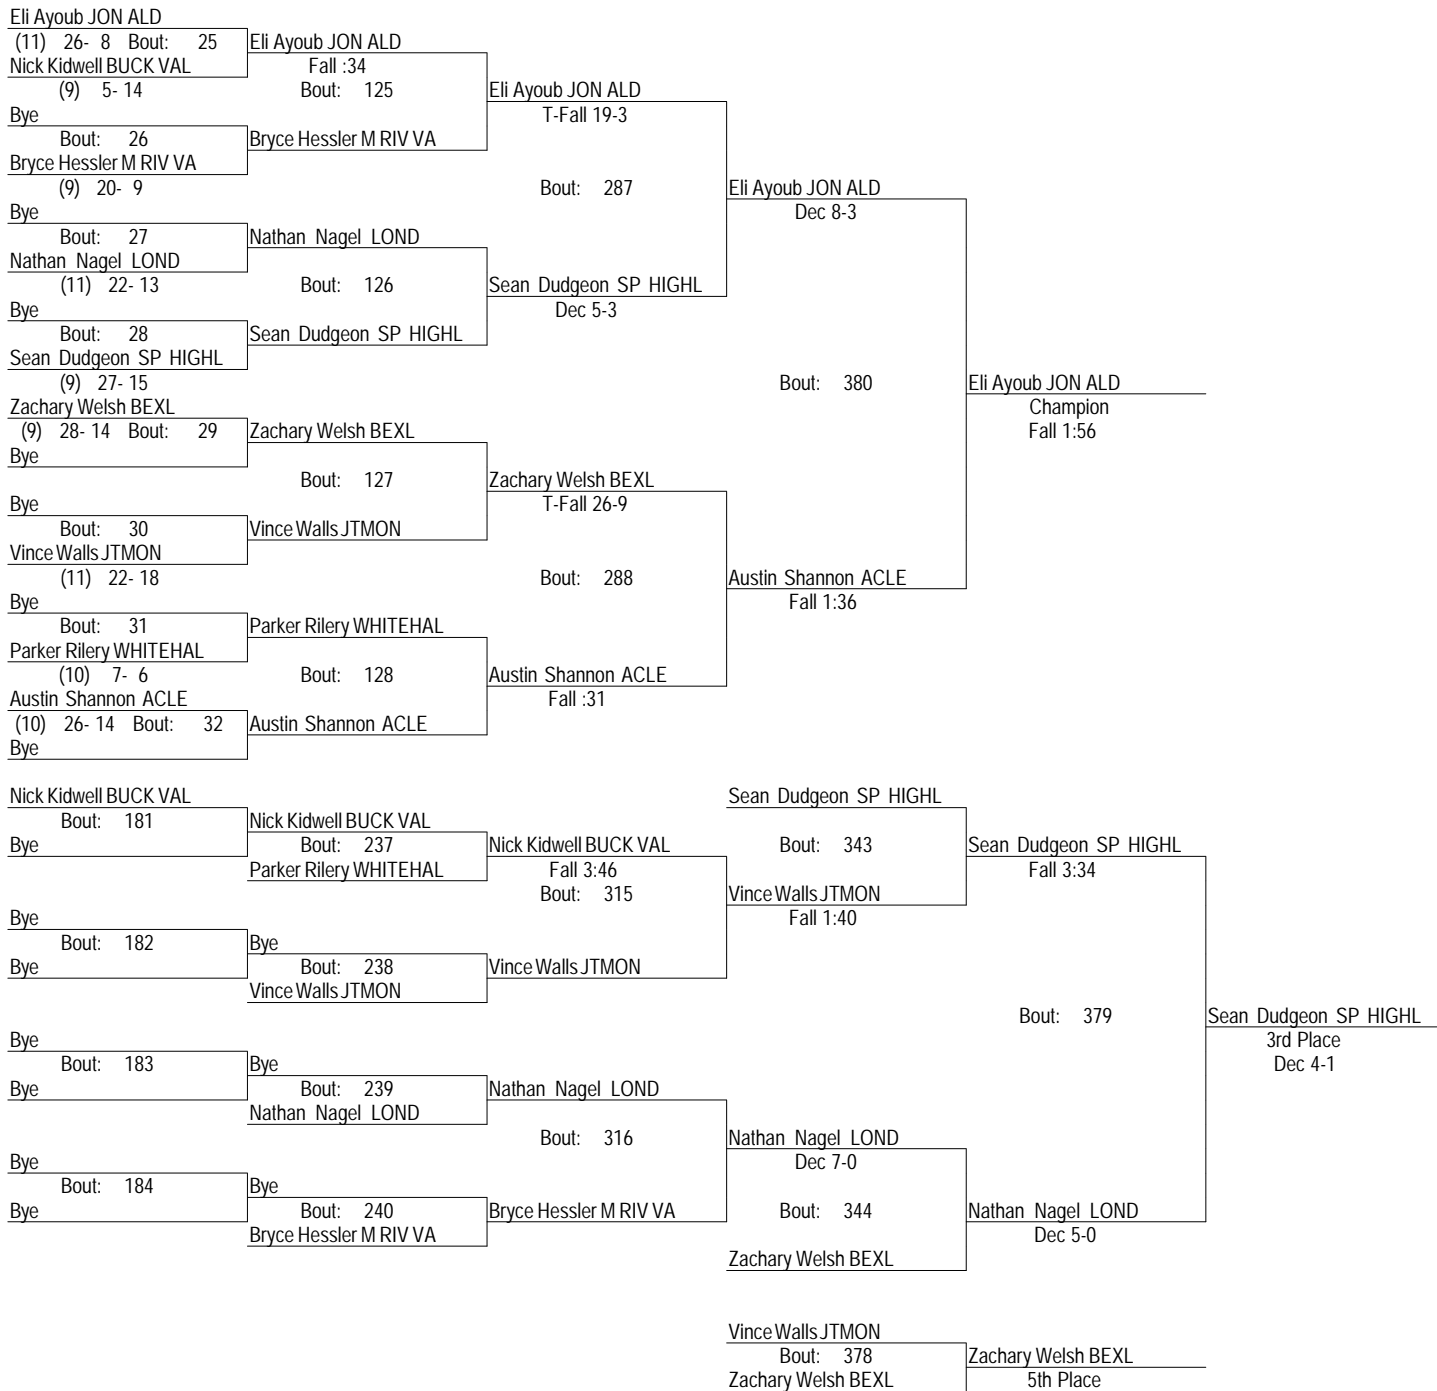 Eli Ayoub JON ALD
(11) 26- 8 Bout: 25
Nick Kidwell BUCK VAL
(9) 5- 14
Bye
Bout: 26
Bryce Hessler M RIV VA
(9) 20- 9
Bye
Bout: 27
Nathan Nagel LOND
(11) 22- 13
Bye
Bout: 28
Sean Dudgeon SP HIGHL
(9) 27- 15
Zachary Welsh BEXL
(9) 28- 14 Bout: 29
Bye
Bye
Bout: 30
Vince Walls JTMON
(11) 22- 18
Bye
Bout: 31
Parker Rilery WHITEHAL
(10) 7- 6
Austin Shannon ACLE
(10) 26- 14 Bout: 32
Bye
Eli Ayoub JON ALD
Fall :34
Bout: 125
Bryce Hessler M RIV VA
Nathan Nagel LOND
Bout: 126
Sean Dudgeon SP HIGHL
Zachary Welsh BEXL
Bout: 127
Vince Walls JTMON
Parker Rilery WHITEHAL
Bout: 128
Austin Shannon ACLE
Eli Ayoub JON ALD
T-Fall 19-3
Bout: 287
Sean Dudgeon SP HIGHL
Dec 5-3
Zachary Welsh BEXL
T-Fall 26-9
Bout: 288
Austin Shannon ACLE
Fall :31
Eli Ayoub JON ALD
Dec 8-3
Bout: 380
Austin Shannon ACLE
Fall 1:36
Eli Ayoub JON ALD
Champion
Fall 1:56
Nick Kidwell BUCK VAL
Bout: 181
Bye
Bye
Bout: 182
Bye
Bye
Bout: 183
Bye
Bye
Bout: 184
Bye
Nick Kidwell BUCK VAL
Bout: 237
Parker Rilery WHITEHAL
Bye
Bout: 238
Vince Walls JTMON
Bye
Bout: 239
Nathan Nagel LOND
Bye
Bout: 240
Bryce Hessler M RIV VA
Nick Kidwell BUCK VAL
Fall 3:46
Bout: 315
Vince Walls JTMON
Nathan Nagel LOND
Bout: 316
Bryce Hessler M RIV VA
Sean Dudgeon SP HIGHL
Bout: 343
Vince Walls JTMON
Fall 1:40
Nathan Nagel LOND
Dec 7-0
Bout: 344
Zachary Welsh BEXL
Sean Dudgeon SP HIGHL
Fall 3:34
Bout: 379
Nathan Nagel LOND
Dec 5-0
Sean Dudgeon SP HIGHL
3rd Place
Dec 4-1
Vince Walls JTMON
Bout: 378
Zachary Welsh BEXL
Zachary Welsh BEXL
5th Place